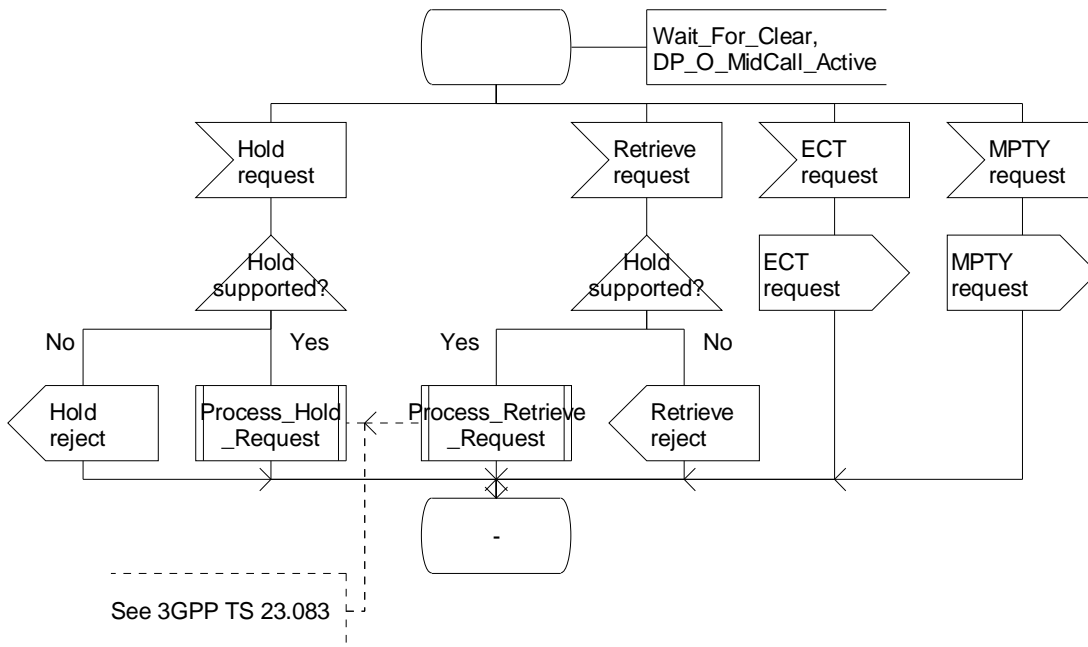 Wait_For_Clear,
DP_O_MidCall_Active
Hold
request
Retrieve
request
ECT
request
MPTY
request
Hold
supported?
Hold
supported?
ECT
request
MPTY
request
No
Yes
Yes
No
Hold
reject
Process_Hold
_Request
Process_Retrieve
_Request
Retrieve
reject
-
See 3GPP TS 23.083